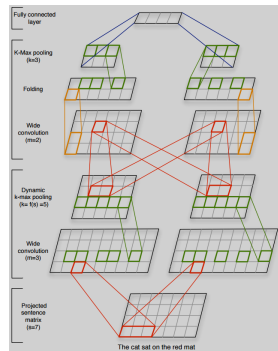 Fully connected
layer
K-Max pooling
(k=3)
Folding
Wide
convolution
(m=2)
Dynamic
k-max pooling
(k= f(s) =5)
Wide
convolution
(m=3)
Projected
sentence
matrix
(s=7)
The cat sat on the red mat